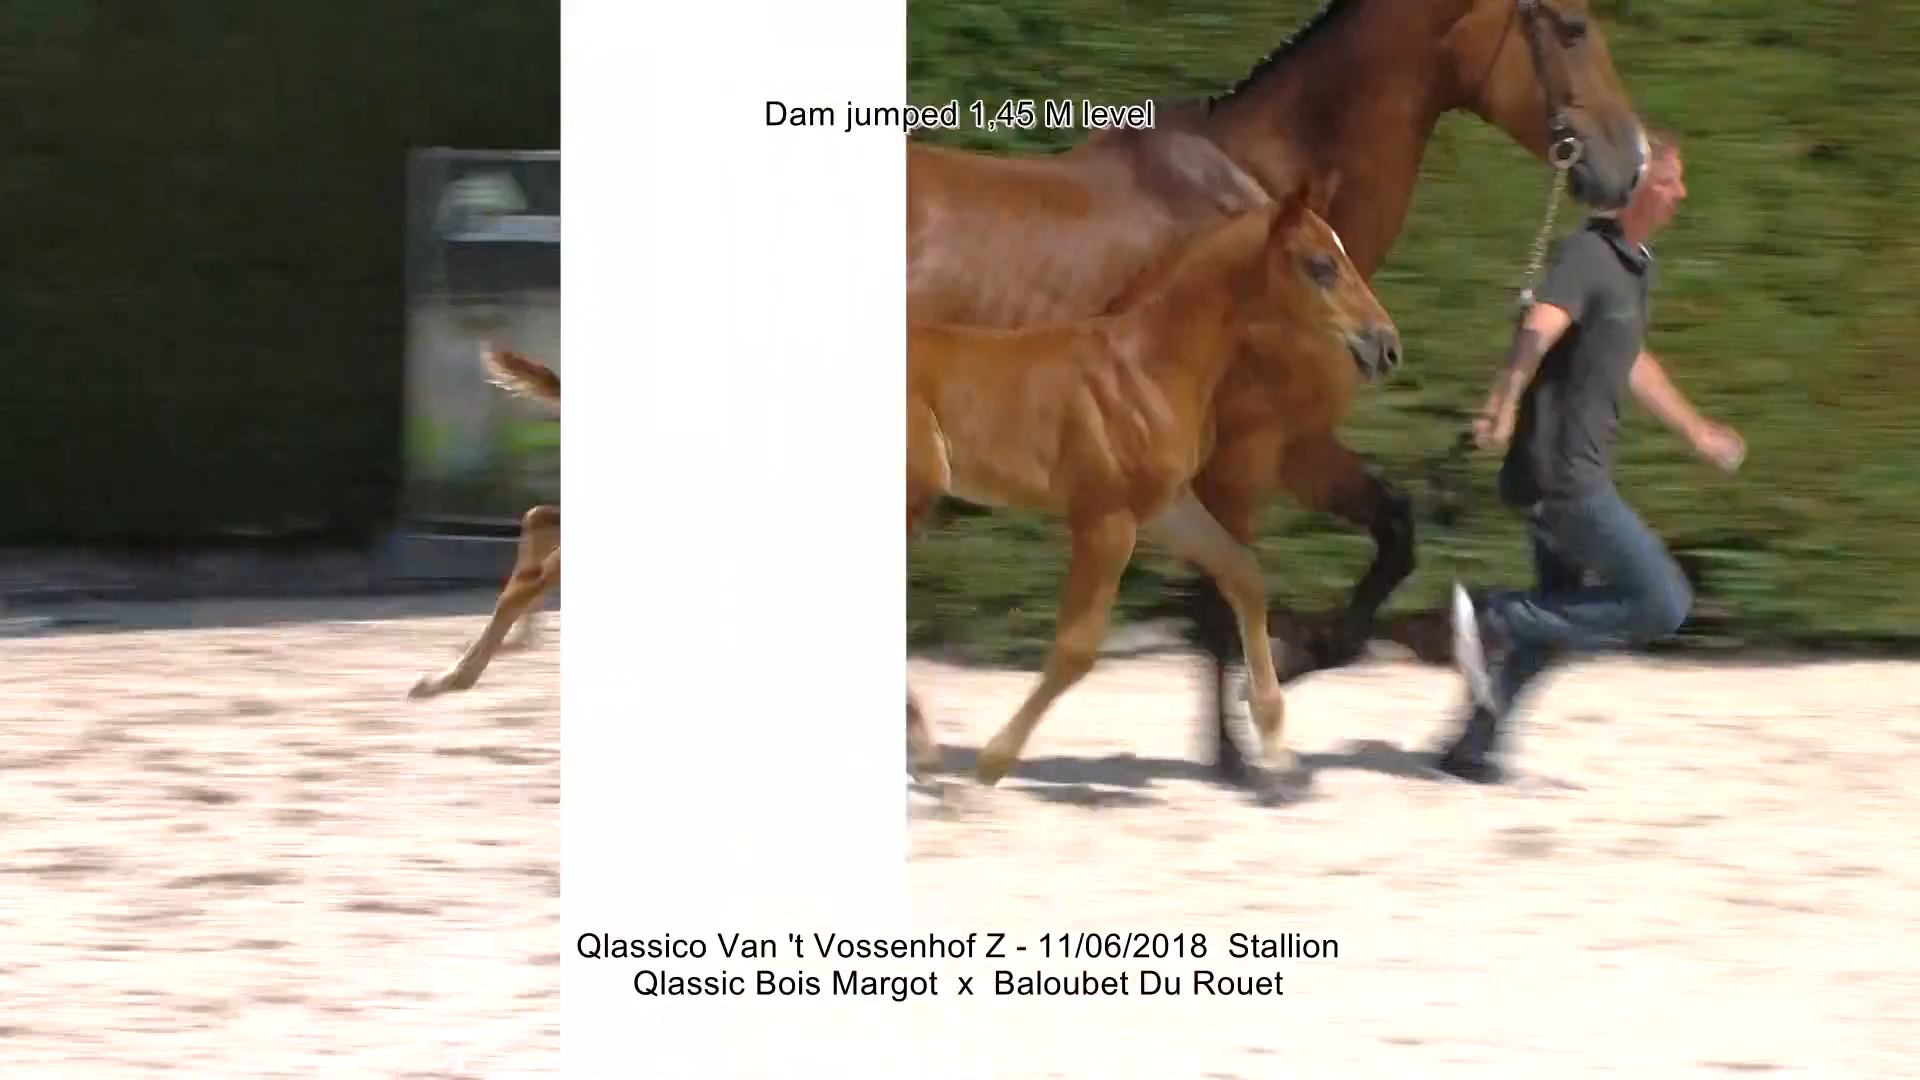 Dam jumped 1,45 M level
Qlassico Van 't Vossenhof Z - 11/06/2018  Stallion
Qlassic Bois Margot  x  Baloubet Du Rouet